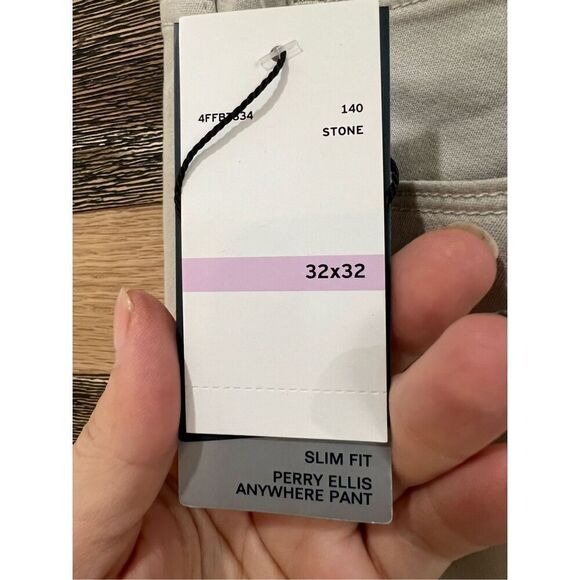 140
STONE
32x32
SLIM FIT
PERRY ELLIS
ANYWHERE PANT